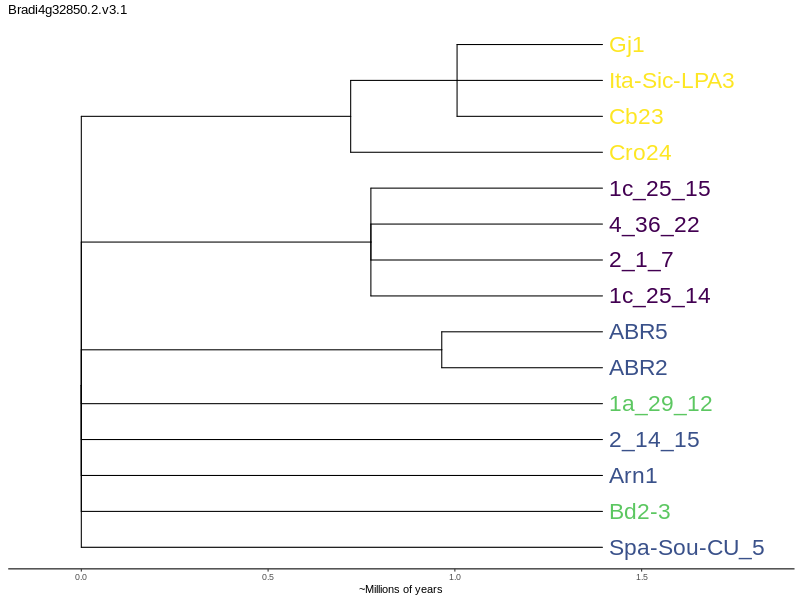 Bradi4g32850.2.v3.1
Gj1
Ita-Sic-LPA3
Cb23
Cro24
1c_25_15
4_36_22
2_1_7
1c_25_14
ABR5
ABR2
1a_29_12
2_14_15
Arn1
Bd2-3
Spa-Sou-CU_5
0.0 0.5 1.0 1.5
~Millions of years